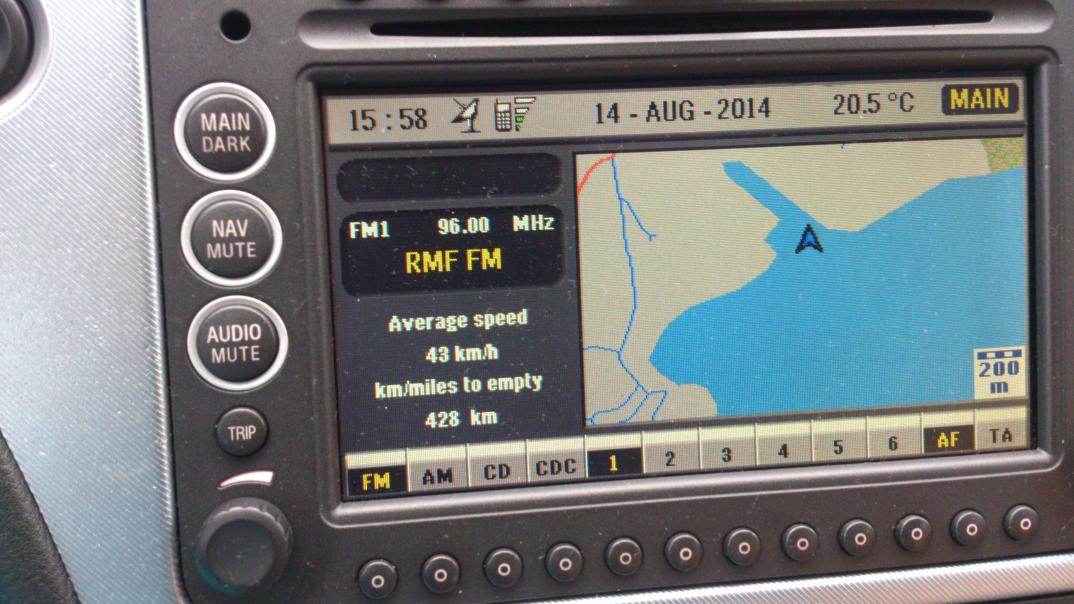 MAIN
DARK
NAV
MUTE
AUDIO
MUTE
TRIP
15 : 58 14 - AUG - 2014 20.5 °C MAIN
FM1 96.00 MHz
RMF FM
Average speed
43 km/h
km/miles to empty
428 km
200
m
FM AM CD CDC 1 2 3 4 5 6 AF TA